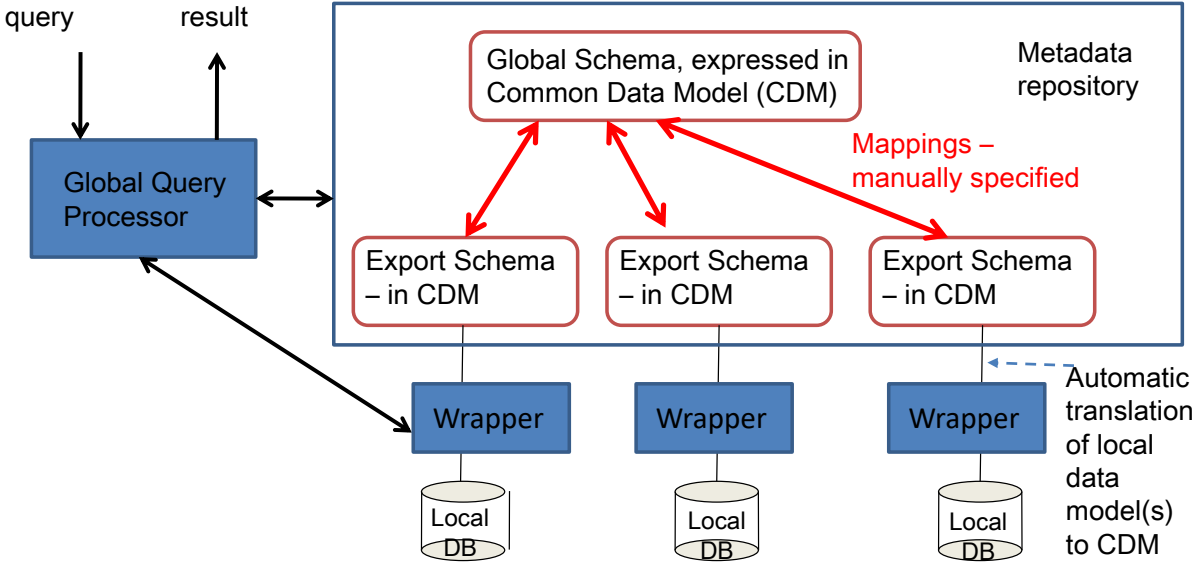 query
result
Global Schema, expressed in
Common Data Model (CDM)
Metadata
repository
Mappings –
manually specified
Global Query
Processor
Export Schema
– in CDM
Export Schema
– in CDM
Export Schema
– in CDM
Wrapper
Wrapper
Wrapper
Automatic
translation
of local
data
model(s)
to CDM
Local
DB
Local
DB
Local
DB